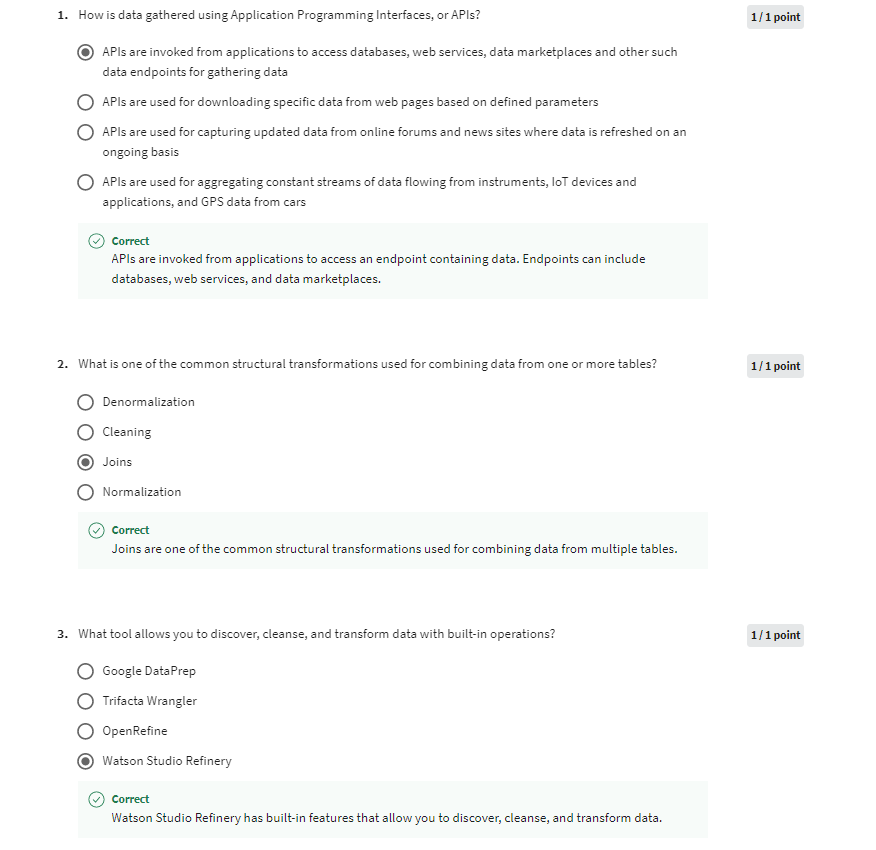 1. How is data gathered using Application Programming Interfaces, or APIs?
1 / 1 point
APIs are invoked from applications to access databases, web services, data marketplaces and other such
data endpoints for gathering data
APIs are used for downloading specific data from web pages based on defined parameters
APIs are used for capturing updated data from online forums and news sites where data is refreshed on an
ongoing basis
APIs are used for aggregating constant streams of data flowing from instruments, IoT devices and
applications, and GPS data from cars
Correct
APIs are invoked from applications to access an endpoint containing data. Endpoints can include
databases, web services, and data marketplaces.
2. What is one of the common structural transformations used for combining data from one or more tables?
1 / 1 point
Denormalization
Cleaning
Joins
Normalization
Correct
Joins are one of the common structural transformations used for combining data from multiple tables.
3. What tool allows you to discover, cleanse, and transform data with built-in operations?
1 / 1 point
Google DataPrep
Trifacta Wrangler
OpenRefine
Watson Studio Refinery
Correct
Watson Studio Refinery has built-in features that allow you to discover, cleanse, and transform data.